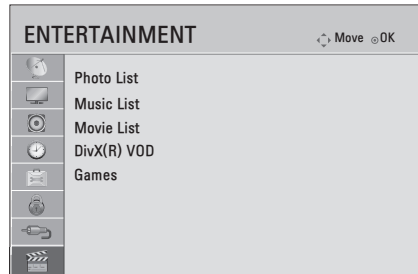 ENTERTAINMENT Move OK
Photo List
Music List
Movie List
DivX(R) VOD
Games